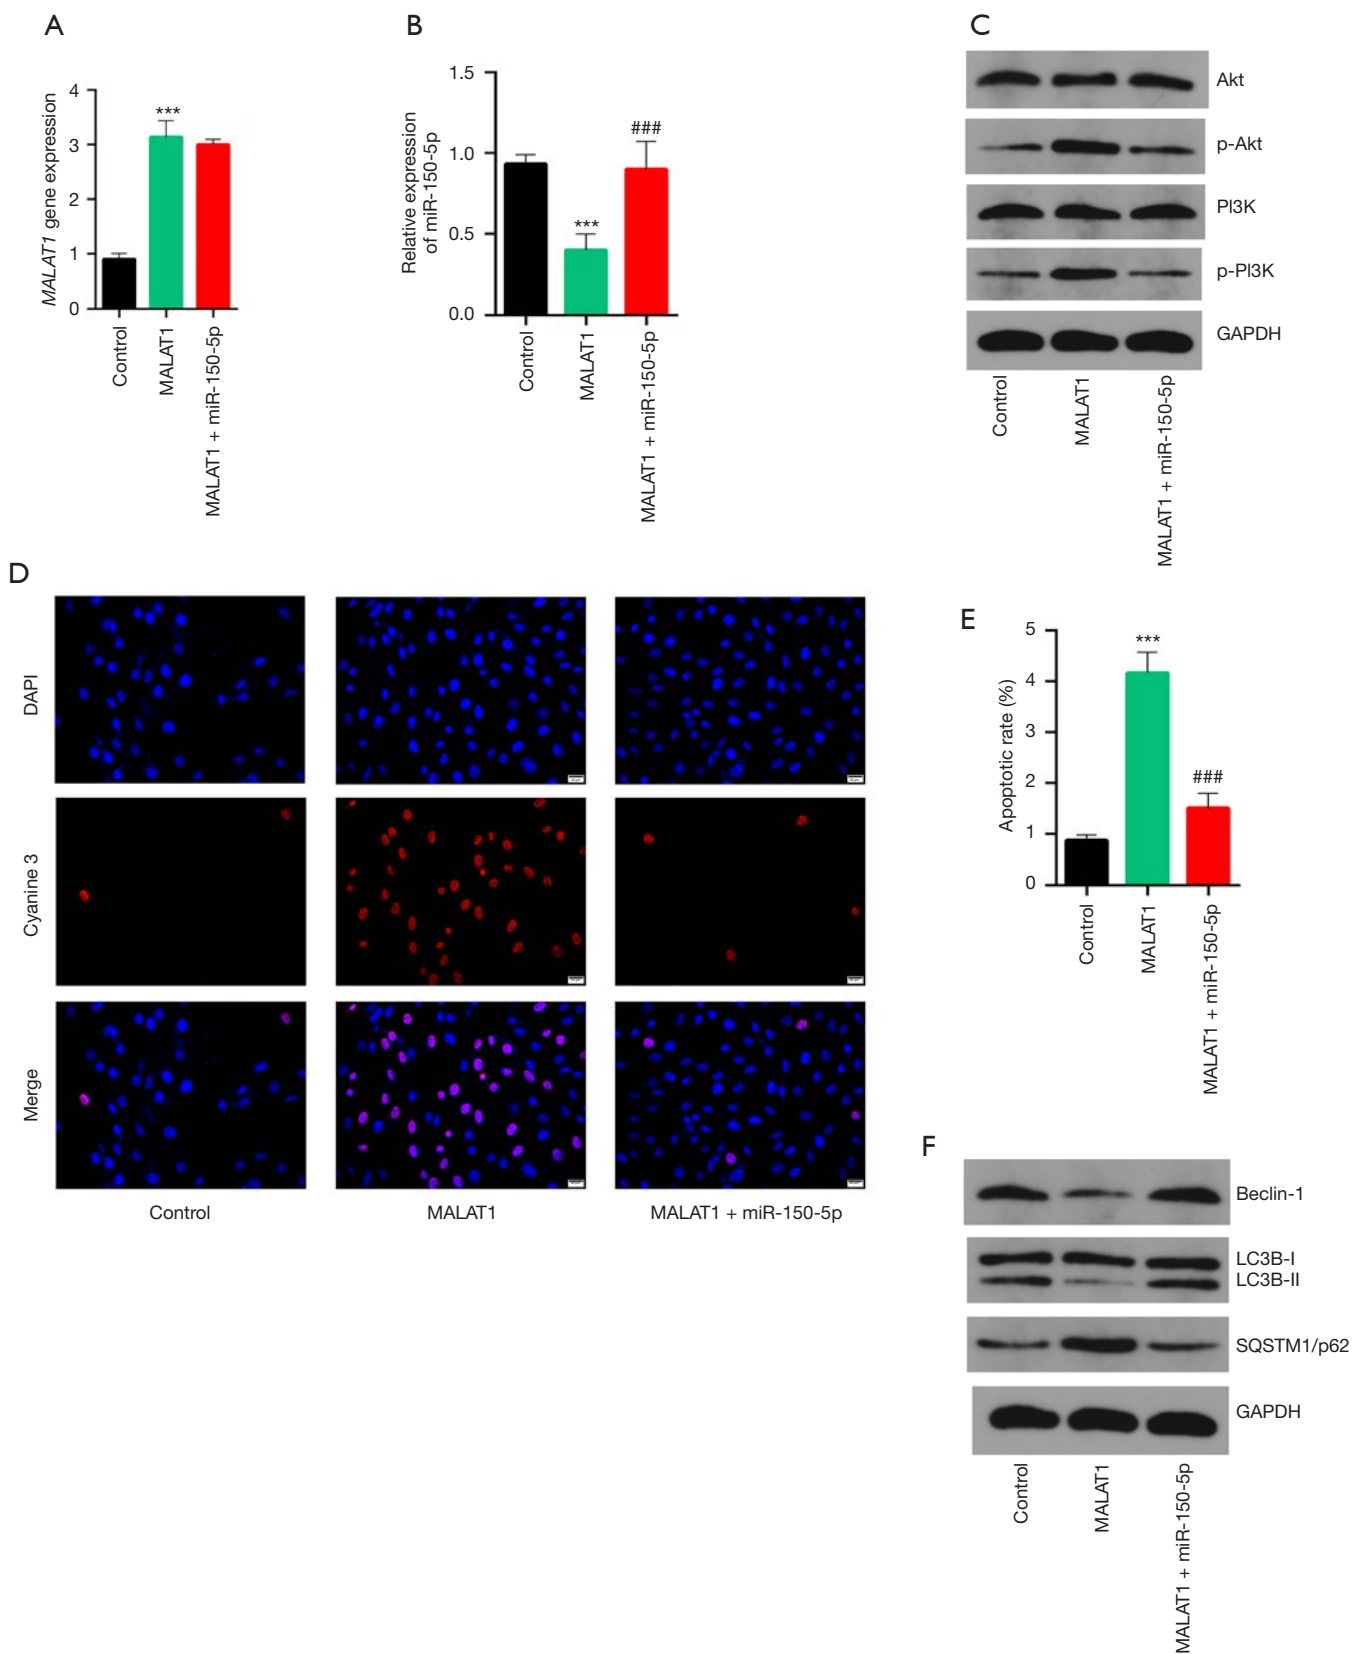 A
MALAT1 gene expression
4
3
2
1
0
***
Control
MALAT1
MALAT1 + miR-150-5p
B
Relative expression
of miR-150-5p
1.5
1.0
0.5
0.0
***
###
Control
MALAT1
MALAT1 + miR-150-5p
C
Akt
p-Akt
PI3K
p-PI3K
GAPDH
Control
MALAT1
MALAT1 + miR-150-5p
D
DAPI
Cyanine 3
Merge
Control
MALAT1
MALAT1 + miR-150-5p
E
Apoptotic rate (%)
5
4
3
2
1
0
***
###
Control
MALAT1
MALAT1 + miR-150-5p
F
Beclin-1
LC3B-I
LC3B-II
SQSTM1/p62
GAPDH
Control
MALAT1
MALAT1 + miR-150-5p